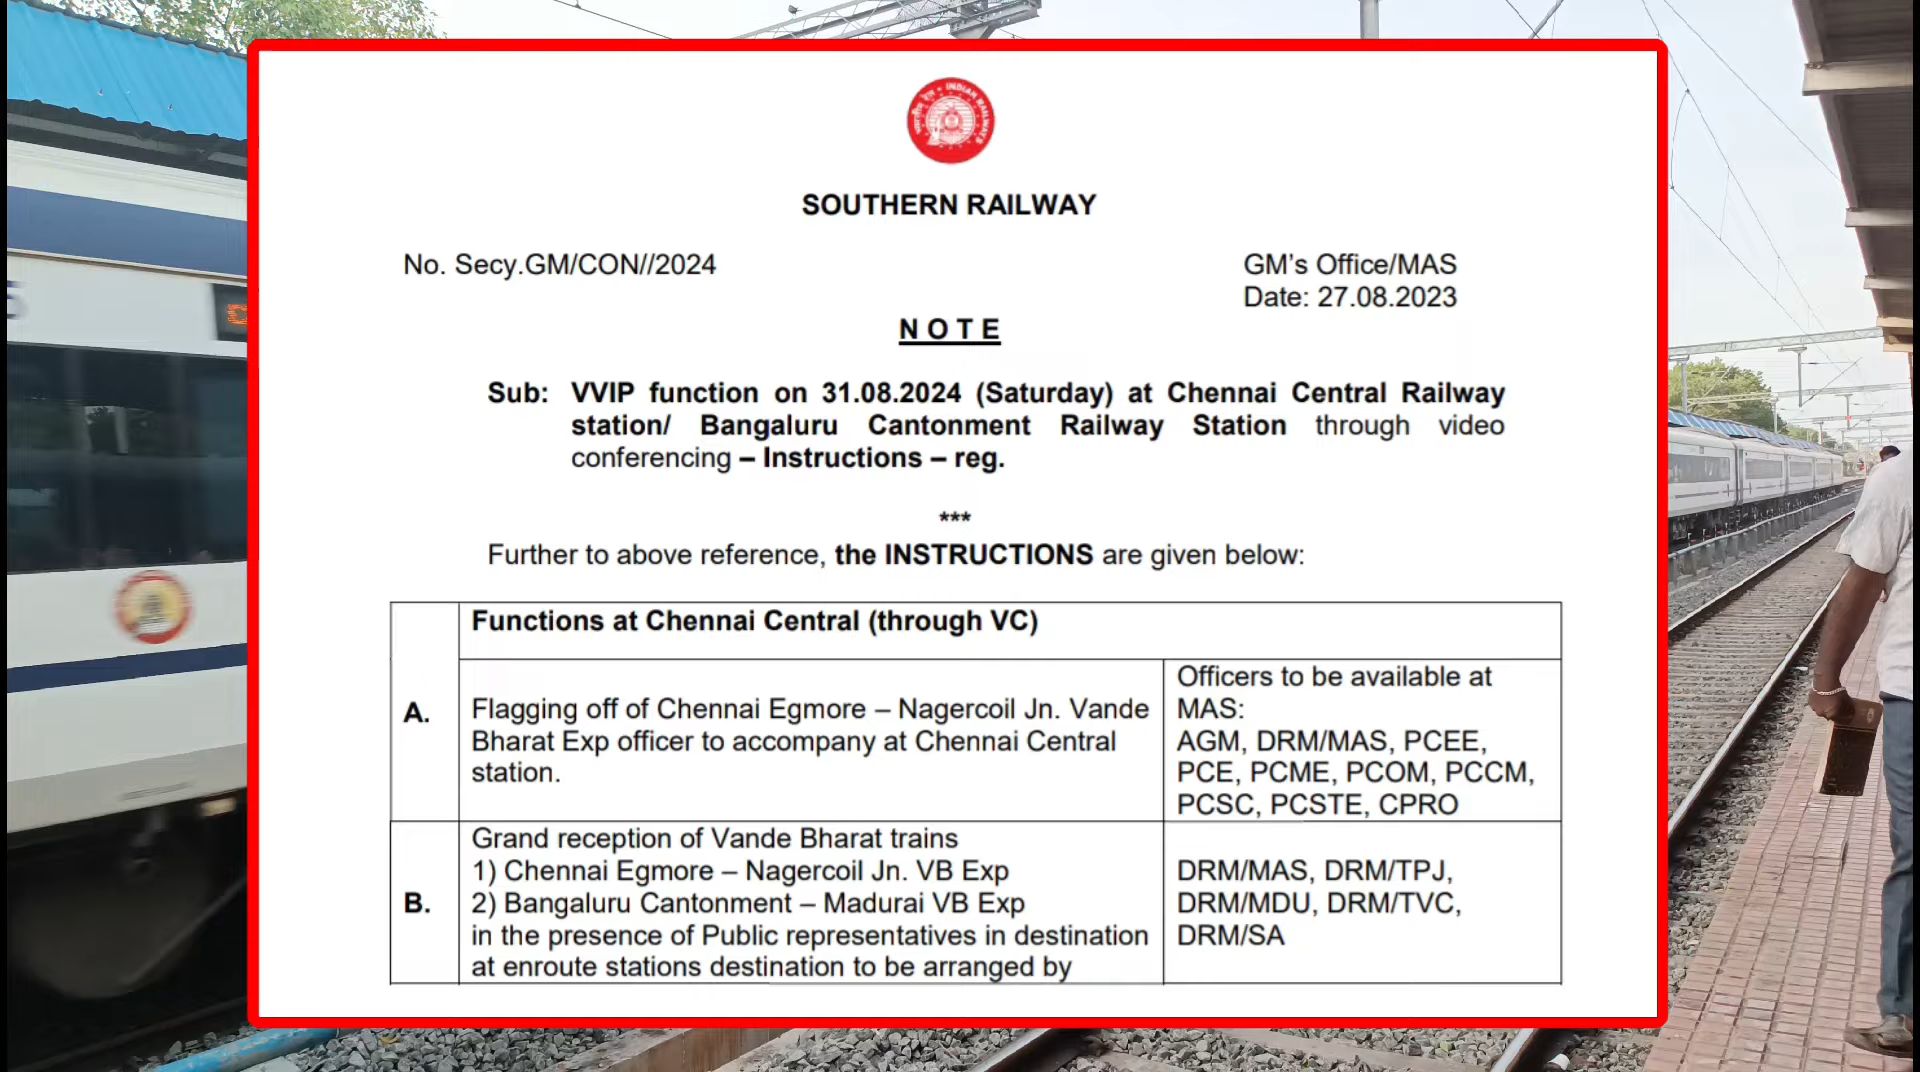 INDIAN RAILWAYS
SOUTHERN RAILWAY
No. Secy.GM/CON//2024
GM's Office/MAS
Date: 27.08.2023
N O T E
Sub: VVIP function on 31.08.2024 (Saturday) at Chennai Central Railway
station/ Bangaluru Cantonment Railway Station through video
conferencing – Instructions – reg.
***
Further to above reference, the INSTRUCTIONS are given below:
Functions at Chennai Central (through VC)
A.
Flagging off of Chennai Egmore – Nagercoil Jn. Vande
Bharat Exp officer to accompany at Chennai Central
station.
Officers to be available at
MAS:
AGM, DRM/MAS, PCEE,
PCE, PCME, PCOM, PCCM,
PCSC, PCSTE, CPRO
B.
Grand reception of Vande Bharat trains
1) Chennai Egmore – Nagercoil Jn. VB Exp
2) Bangaluru Cantonment – Madurai VB Exp
in the presence of Public representatives in destination
at enroute stations destination to be arranged by
DRM/MAS, DRM/TPJ,
DRM/MDU, DRM/TVC,
DRM/SA